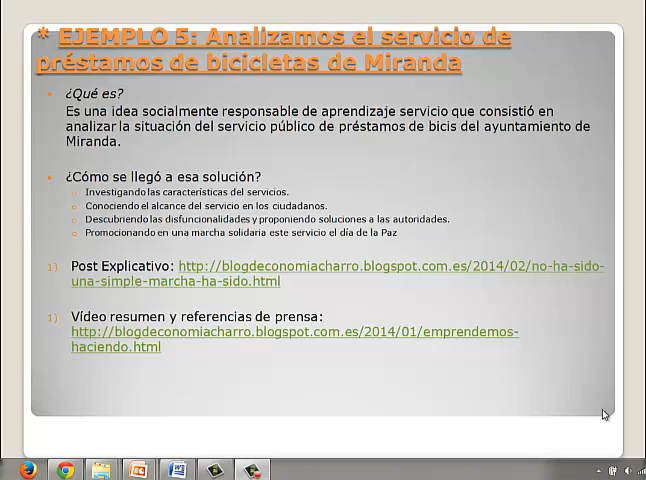 * EJEMPLO 5: Analizamos el servicio de
préstamos de bicicletas de Miranda
• ¿Qué es?
Es una idea socialmente responsable de aprendizaje servicio que consistió en
analizar la situación del servicio público de préstamos de bicis del ayuntamiento de
Miranda.
• ¿Cómo se llegó a esa solución?
Investigando las características del servicios.
Conociendo el alcance del servicio en los ciudadanos.
Descubriendo las disfuncionalidades y proponiendo soluciones a las autoridades.
Promocionando en una marcha solidaria este servicio el día de la Paz
1) Post Explicativo: http://blogdeeconomiacharro.blogspot.com.es/2014/02/no-ha-sido-
una-simple-marcha-ha-sido.html
1) Vídeo resumen y referencias de prensa:
http://blogdeeconomiacharro.blogspot.com.es/2014/01/emprendemos-
haciendo.html